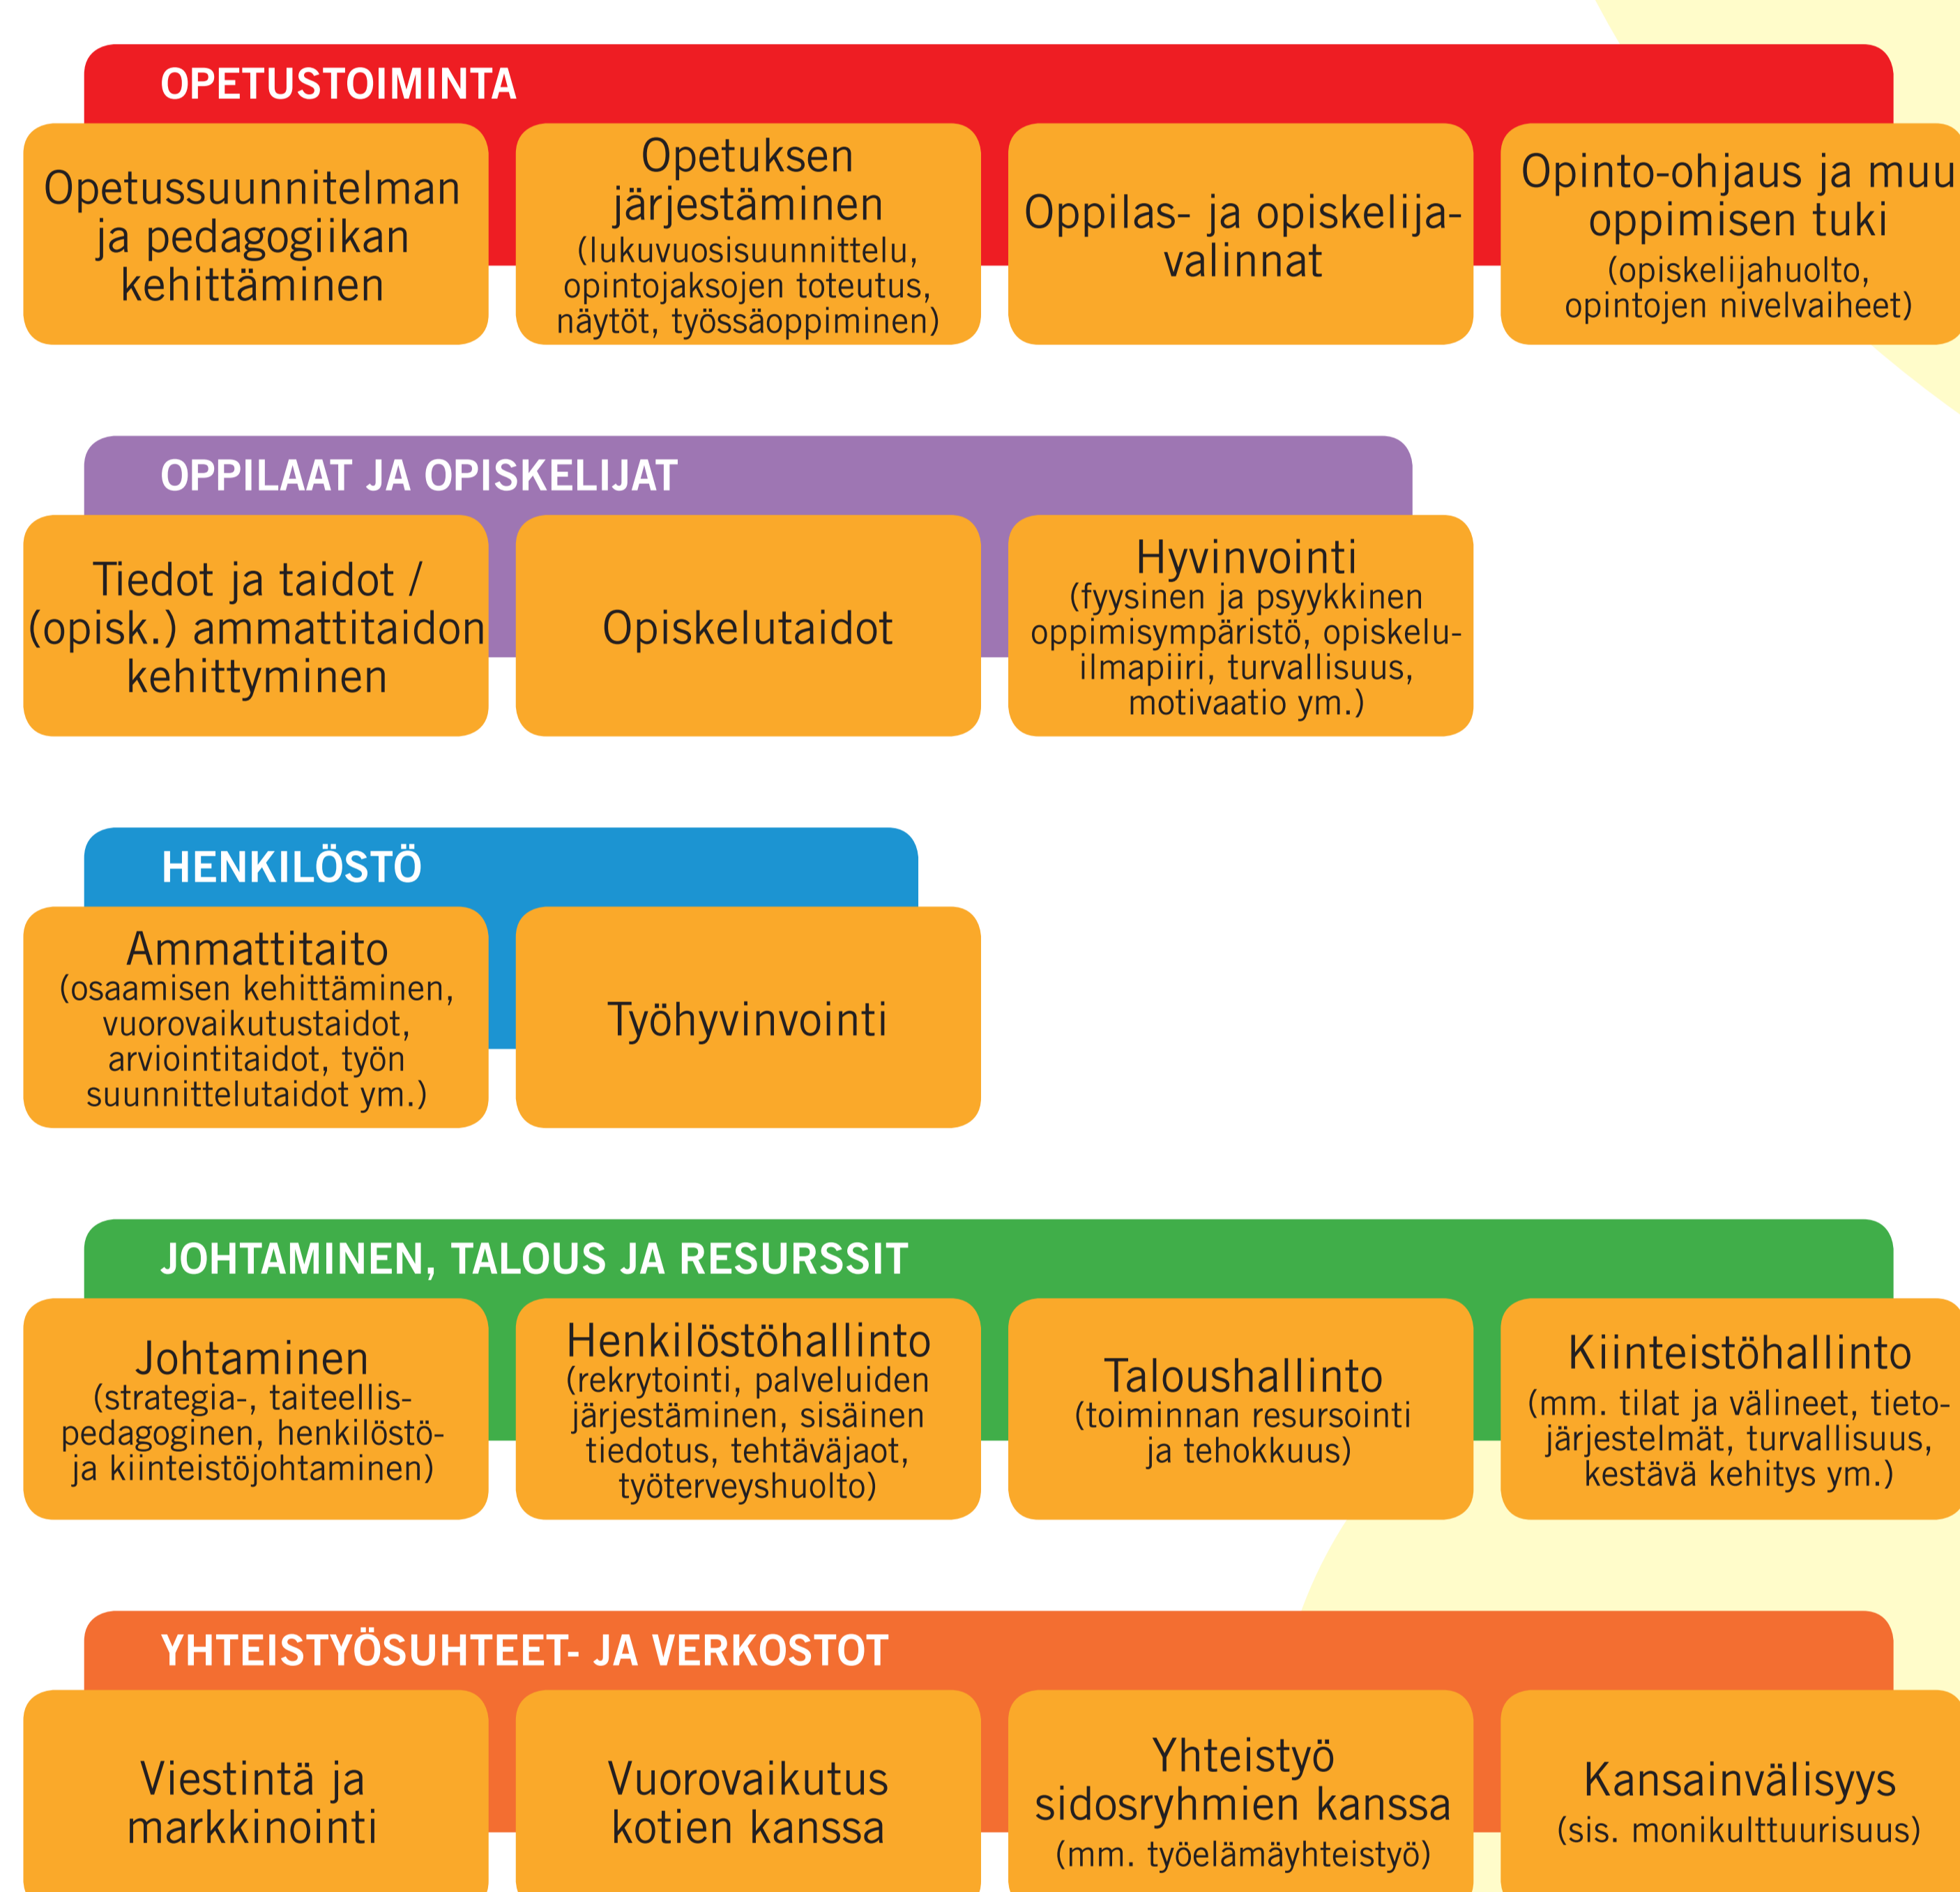 OPETUSTOIMINTA
Opetussuunnitelman
ja pedagogiikan
kehittäminen
Opetuksen
järjestäminen
(lukuvuosisuunnittelu,
opintojaksojen toteutus,
näytöt, työssäoppiminen)
Oppilas- ja opiskelija-
valinnat
Opinto-ohjaus ja muu
oppimisen tuki
(opiskelijahuolto,
opintojen nivelvaiheet)
OPPILAAT JA OPISKELIJAT
Tiedot ja taidot /
(opisk.) ammattitaidon
kehittyminen
Opiskelutaidot
Hyvinvointi
(fyysinen ja psyykkinen
oppimisympäristö, opiskelu-
ilmapiiri, turvallisuus,
motivaatio ym.)
HENKILÖSTÖ
Ammattitaito
(osaamisen kehittäminen,
vuorovaikutustaidot,
arviointitaidot, työn
suunnittelutaidot ym.)
Työhyvinvointi
JOHTAMINEN, TALOUS JA RESURSSIT
Johtaminen
(strategia-, taiteellis-
pedagoginen, henkilöstö-
ja kiinteistöjohtaminen)
Henkilöstöhallinto
(rekrytointi, palveluiden
järjestäminen, sisäinen
tiedotus, tehtäväjaot,
työterveyshuolto)
Taloushallinto
(toiminnan resursointi
ja tehokkuus)
Kiinteistöhallinto
(mm. tilat ja välineet, tieto-
järjestelmät, turvallisuus,
kestävä kehitys ym.)
YHTEISTYÖSUHTEET- JA VERKOSTOT
Viestintä ja
markkinointi
Vuorovaikutus
kotien kanssa
Yhteistyö
sidosryhmien kanssa
(mm. työelämäyhteistyö)
Kansainvälisyys
(sis. monikulttuurisuus)